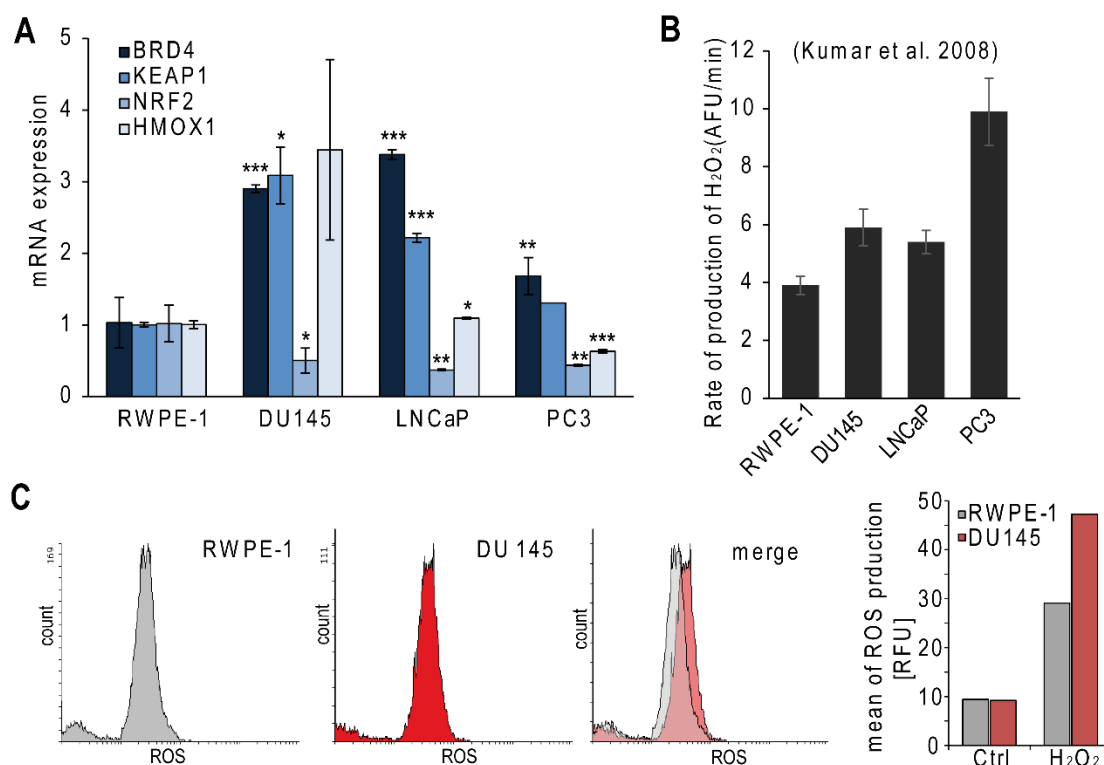 A
5
4
3
2
1
0
mRNA expression
BRD4
KEAP1
NRF2
HMOX1
*** * *
*** *** ** *
** ** ***
RWPE-1 DU145 LNCaP PC3
B
(Kumar et al. 2008)
12
10
8
6
4
2
0
Rate of production of H₂O₂(AFU/min)
RWPE-1 DU145 LNCaP PC3
C
169
count
RWPE-1
ROS
111
count
DU 145
ROS
count
merge
ROS
mean of ROS prduction
[RFU]
50
40
30
20
10
0
RWPE-1
DU145
Ctrl H₂O₂